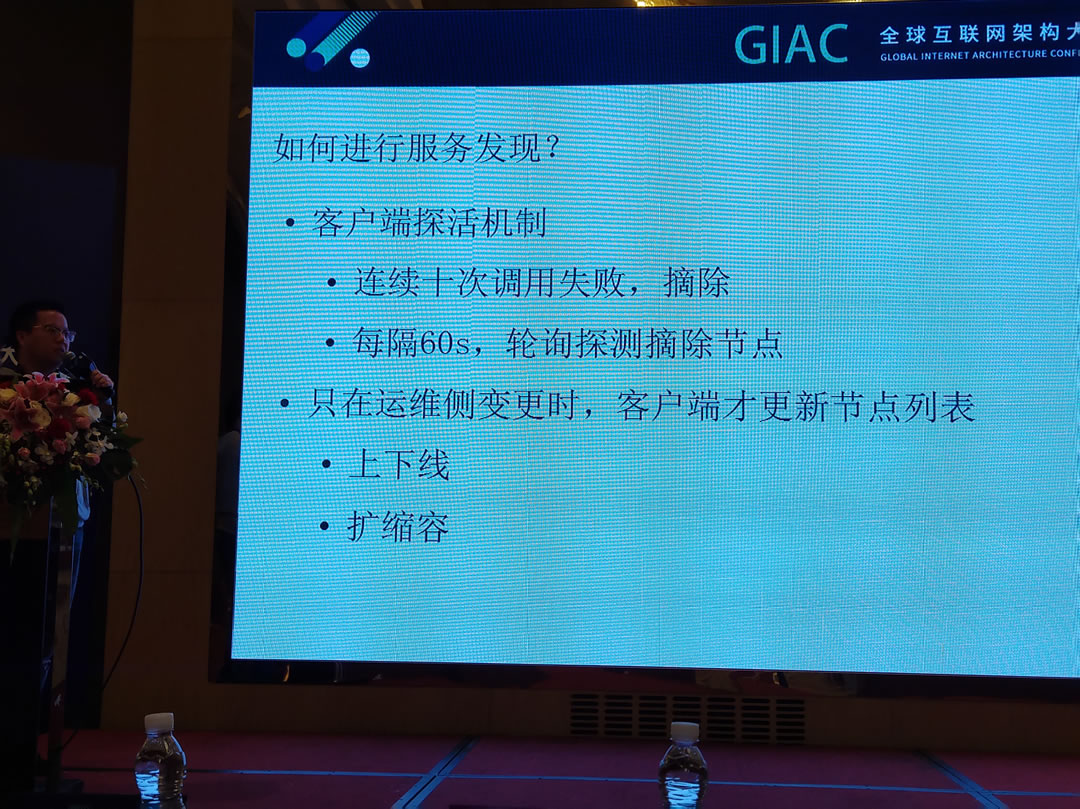 GIAC
全球互联网架构大
GLOBAL INTERNET ARCHITECTURE CONF
如何进行服务发现？
• 客户端探活机制
• 连续十次调用失败，摘除
• 每隔60s，轮询探测摘除节点
• 只在运维侧变更时，客户端才更新节点列表
• 上下线
• 扩缩容